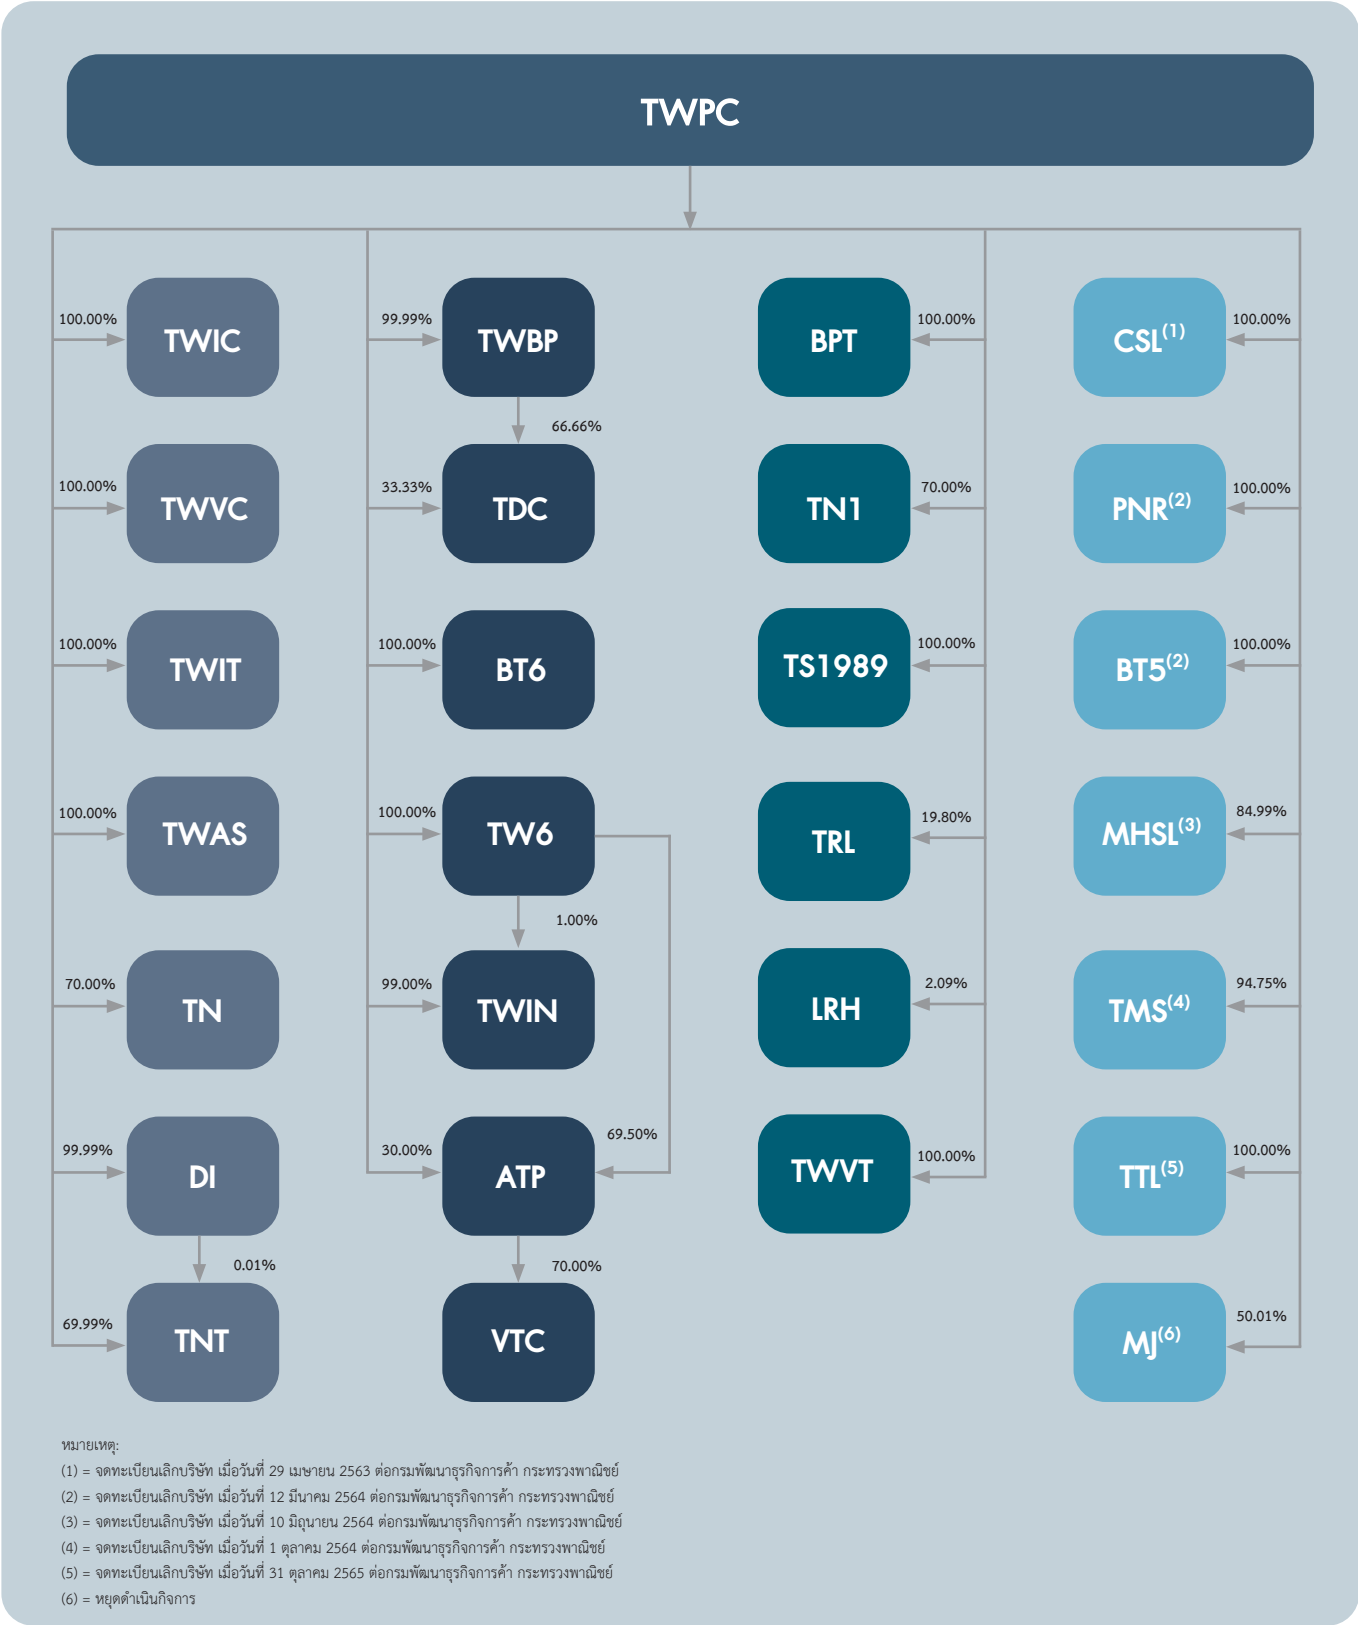 TWPC
100.00%
TWIC
99.99%
TWBP
BPT
100.00%
CSL(1)
100.00%
66.66%
100.00%
TWVC
33.33%
TDC
TN1
70.00%
PNR(2)
100.00%
100.00%
TWIT
100.00%
BT6
TS1989
100.00%
BT5(2)
100.00%
100.00%
TWAS
100.00%
TW6
TRL
19.80%
MHSL(3)
84.99%
1.00%
70.00%
TN
99.00%
TWIN
LRH
2.09%
TMS(4)
94.75%
99.99%
DI
30.00%
ATP
69.50%
TWVT
100.00%
TTL(5)
100.00%
0.01%
70.00%
69.99%
TNT
VTC
MJ(6)
50.01%
หมายเหตุ:
(1) = จดทะเบียนเลิกบริษัท เมื่อวันที่ 29 เมษายน 2563 ต่อกรมพัฒนาธุรกิจการค้า กระทรวงพาณิชย์
(2) = จดทะเบียนเลิกบริษัท เมื่อวันที่ 12 มีนาคม 2564 ต่อกรมพัฒนาธุรกิจการค้า กระทรวงพาณิชย์
(3) = จดทะเบียนเลิกบริษัท เมื่อวันที่ 10 มิถุนายน 2564 ต่อกรมพัฒนาธุรกิจการค้า กระทรวงพาณิชย์
(4) = จดทะเบียนเลิกบริษัท เมื่อวันที่ 1 ตุลาคม 2564 ต่อกรมพัฒนาธุรกิจการค้า กระทรวงพาณิชย์
(5) = จดทะเบียนเลิกบริษัท เมื่อวันที่ 31 ตุลาคม 2565 ต่อกรมพัฒนาธุรกิจการค้า กระทรวงพาณิชย์
(6) = หยุดดำเนินกิจการ